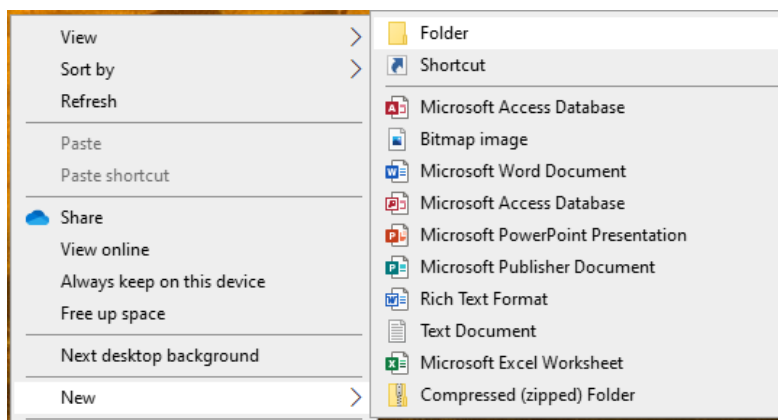 View
Sort by
Refresh
Paste
Paste shortcut
Share
View online
Always keep on this device
Free up space
Next desktop background
New
Folder
Shortcut
Microsoft Access Database
Bitmap image
Microsoft Word Document
Microsoft Access Database
Microsoft PowerPoint Presentation
Microsoft Publisher Document
Rich Text Format
Text Document
Microsoft Excel Worksheet
Compressed (zipped) Folder